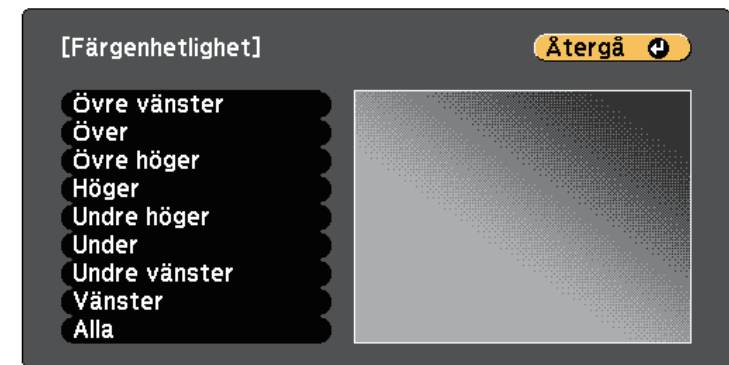 [Färgenhetlighet]
Återgå
Övre vänster
Över
Övre höger
Höger
Undre höger
Under
Undre vänster
Vänster
Alla